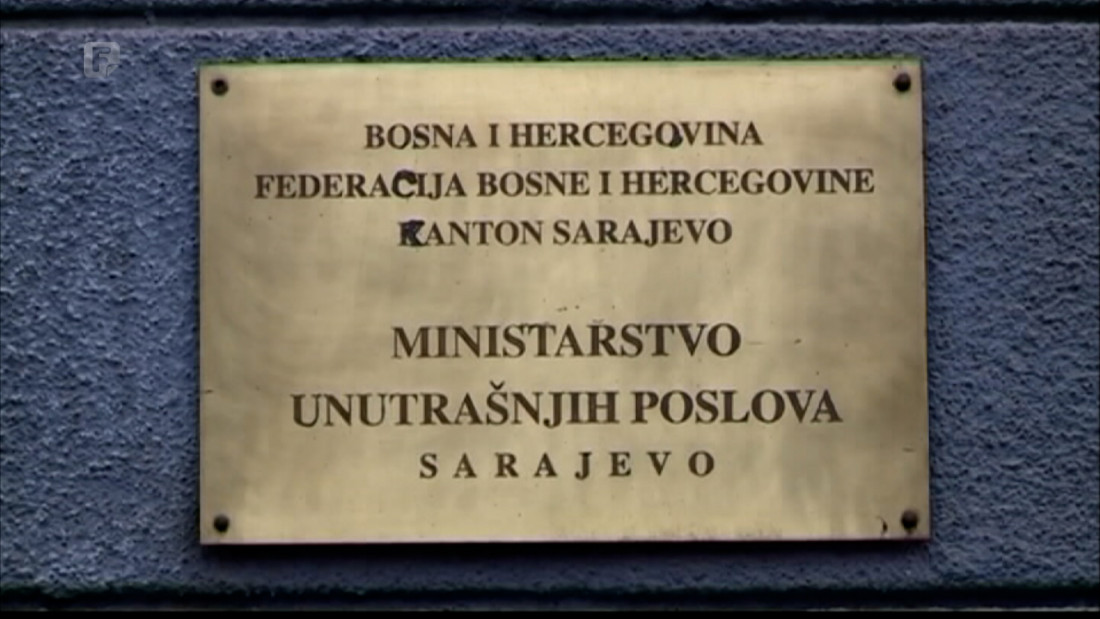 BOSNA I HERCEGOVINA
FEDERACIJA BOSNE I HERCEGOVINE
KANTON SARAJEVO
MINISTARSTVO
UNUTRAŠNJIH POSLOVA
SARAJEVO